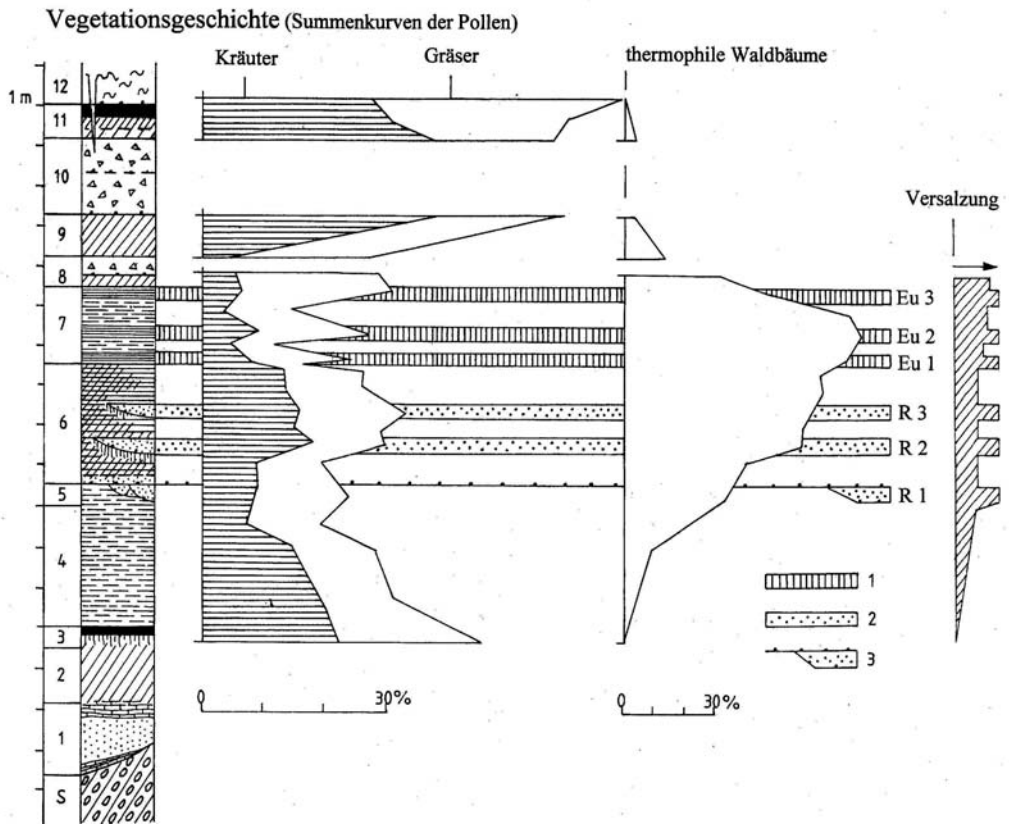 Vegetationsgeschichte (Summenkurven der Pollen)
Kräuter
Gräser
thermophile Waldbäume
Versalzung
1 m
12
11
10
9
8
7
6
5
4
3
2
1
S
Eu 3
Eu 2
Eu 1
R 3
R 2
R 1
1
2
3
0 30%
0 30%